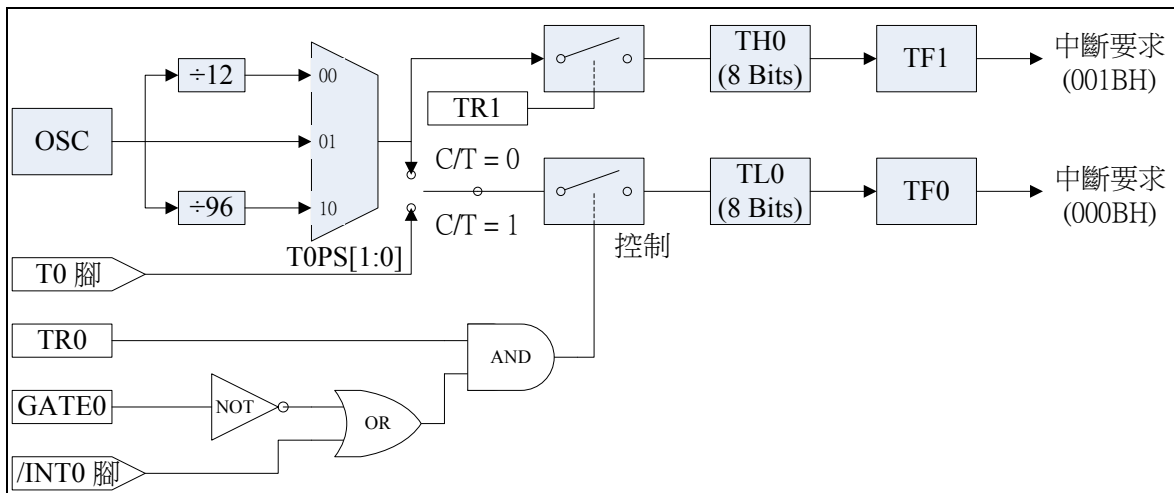 ÷12
00
TH0
(8 Bits)
TF1
中斷要求
(001BH)
TR1
OSC
01
C/T = 0
÷96
10
C/T = 1
TL0
(8 Bits)
TF0
中斷要求
(000BH)
控制
T0PS[1:0]
T0 腳
TR0
AND
GATE0
NOT
OR
/INT0 腳